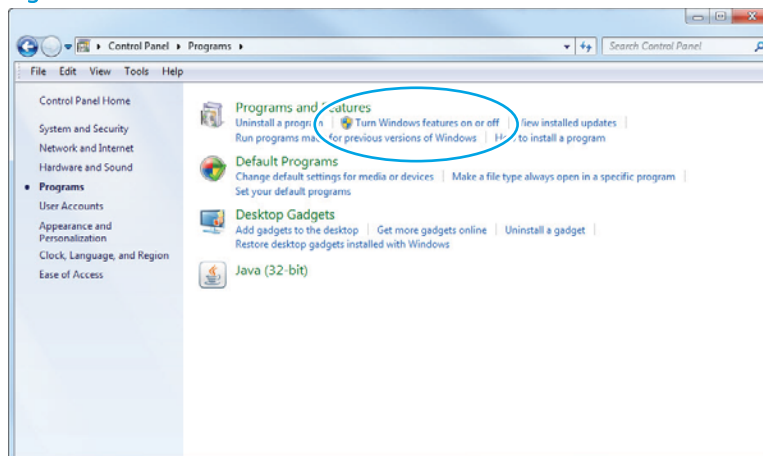 Control Panel ▸ Programs ▸
Search Control Panel
File Edit View Tools Help
Control Panel Home
System and Security
Network and Internet
Hardware and Sound
Programs
User Accounts
Appearance and
Personalization
Clock, Language, and Region
Ease of Access
Programs and Features
Uninstall a program | Turn Windows features on or off | View installed updates |
Run programs made for previous versions of Windows | How to install a program
Default Programs
Change default settings for media or devices | Make a file type always open in a specific program |
Set your default programs
Desktop Gadgets
Add gadgets to the desktop | Get more gadgets online | Uninstall a gadget |
Restore desktop gadgets installed with Windows
Java (32-bit)